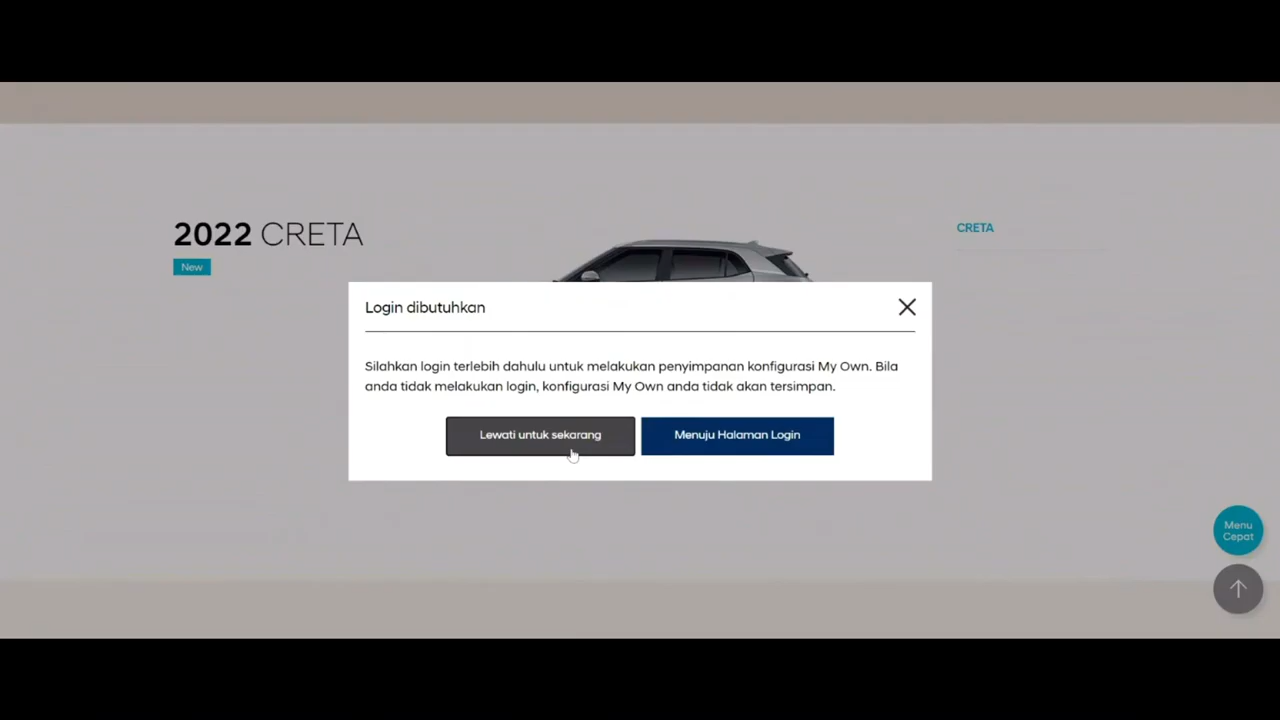 2022 CRETA
New
CRETA
Login dibutuhkan
Silahkan login terlebih dahulu untuk melakukan penyimpanan konfigurasi My Own. Bila
anda tidak melakukan login, konfigurasi My Own anda tidak akan tersimpan.
Lewati untuk sekarang
Menuju Halaman Login
Menu
Cepat